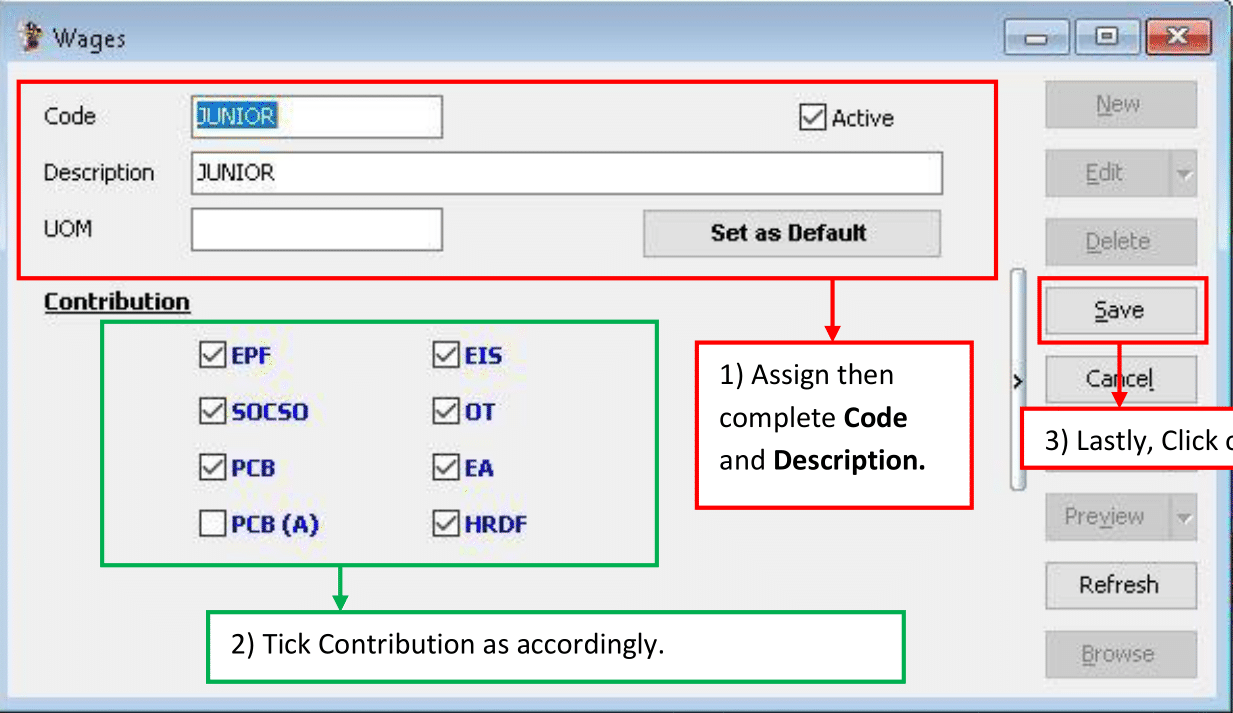 Wages
Code JUNIOR Active New
Description JUNIOR Edit
UOM Set as Default Delete
Contribution Save
EPF EIS
SOCSO OT
PCB EA
PCB (A) HRDF
1) Assign then
complete Code
and Description.
Cancel
3) Lastly, Click
Preview
Refresh
Browse
2) Tick Contribution as accordingly.